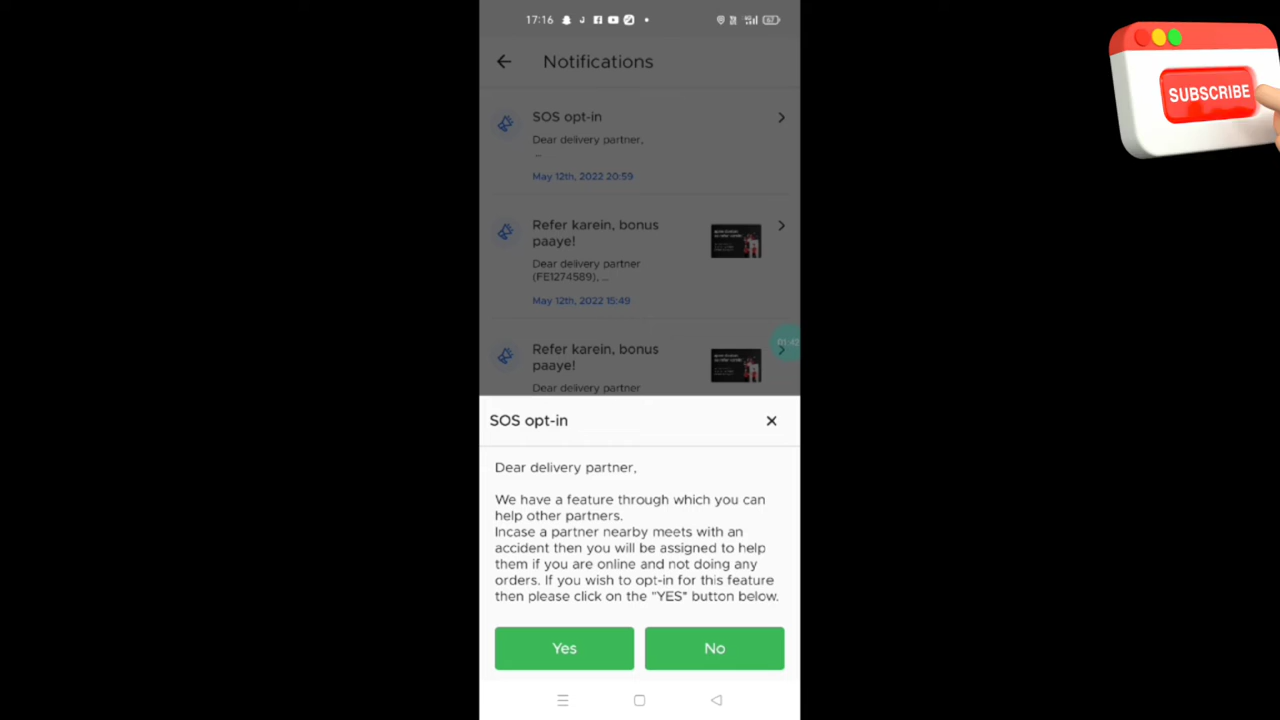 17:16
67
SUBSCRIBE
Notifications
SOS opt-in
Dear delivery partner,
..
May 12th, 2022 20:59
Refer karein, bonus
paaye!
Dear delivery partner
(FE1274589), ..
May 12th, 2022 15:49
01:42
Refer karein, bonus
paaye!
Dear delivery partner
SOS opt-in
Dear delivery partner,
We have a feature through which you can
help other partners.
Incase a partner nearby meets with an
accident then you will be assigned to help
them if you are online and not doing any
orders. If you wish to opt-in for this feature
then please click on the "YES" button below.
Yes
No